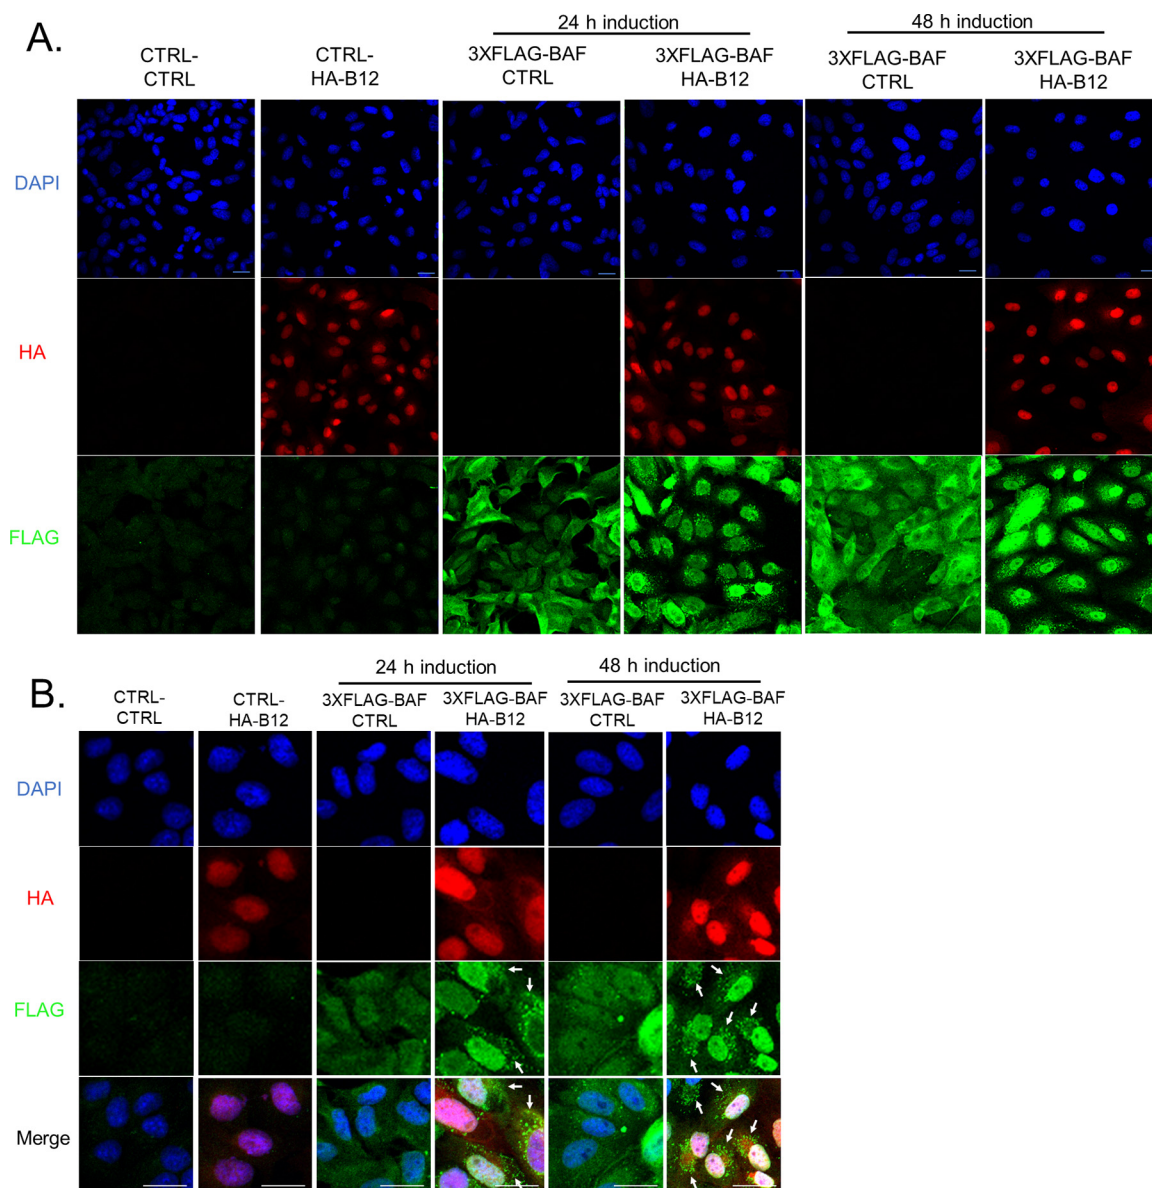 A.
24 h induction
48 h induction
CTRL-
CTRL
CTRL-
HA-B12
3XFLAG-BAF
CTRL
3XFLAG-BAF
HA-B12
3XFLAG-BAF
CTRL
3XFLAG-BAF
HA-B12
DAPI
HA
FLAG
B.
24 h induction
48 h induction
CTRL-
CTRL
CTRL-
HA-B12
3XFLAG-BAF
CTRL
3XFLAG-BAF
HA-B12
3XFLAG-BAF
CTRL
3XFLAG-BAF
HA-B12
DAPI
HA
FLAG
Merge